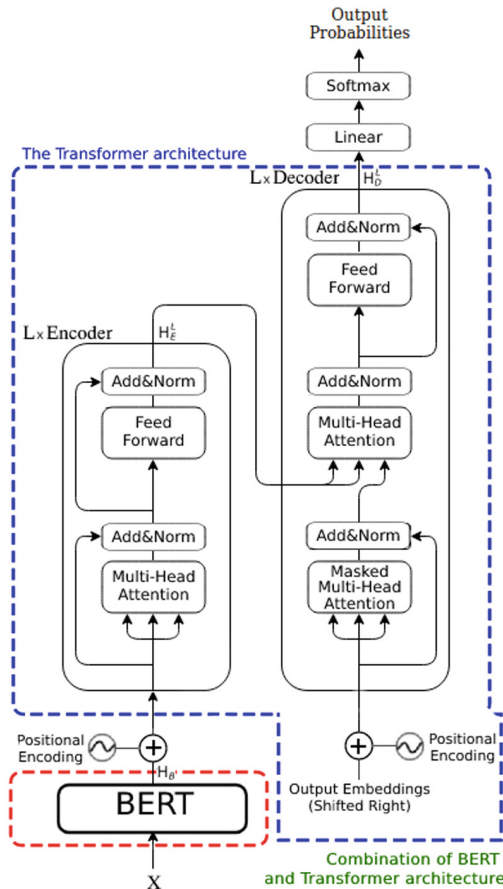 Output
Probabilities
Softmax
Linear
The Transformer architecture
L×Decoder
H_D^L
Add&Norm
Feed
Forward
L×Encoder
H_E^L
Add&Norm
Add&Norm
Feed
Forward
Multi-Head
Attention
Add&Norm
Add&Norm
Multi-Head
Attention
Masked
Multi-Head
Attention
Positional
Encoding
+
H_B'
+
Positional
Encoding
Output Embeddings
(Shifted Right)
BERT
X
Combination of BERT
and Transformer architecture